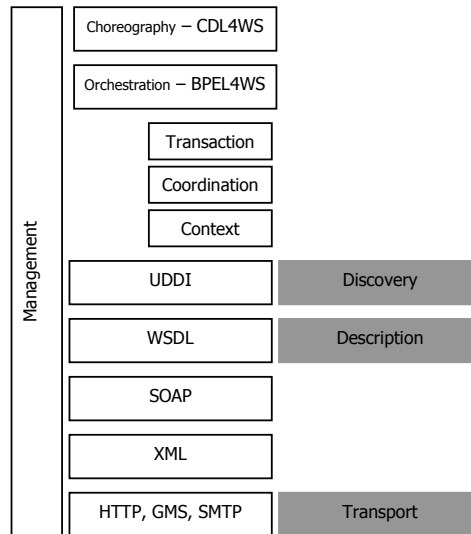 Choreography – CDL4WS
Orchestration – BPEL4WS
Transaction
Coordination
Context
Management
UDDI
Discovery
WSDL
Description
SOAP
XML
HTTP, GMS, SMTP
Transport